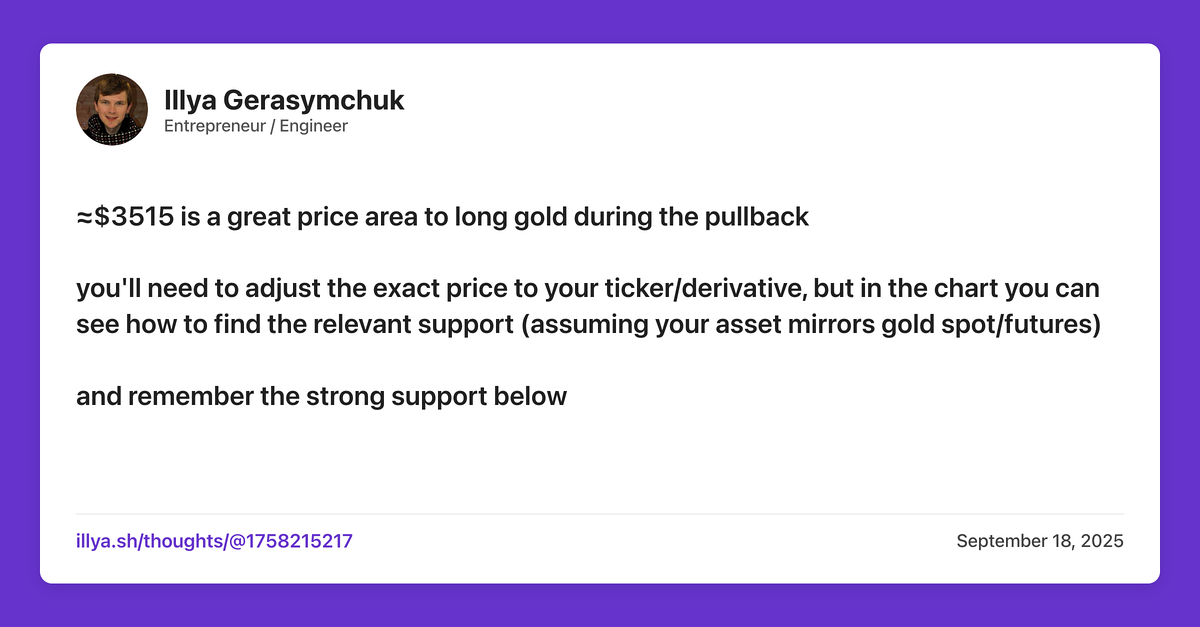 Illya Gerasymchuk
Entrepreneur / Engineer
≈$3515 is a great price area to long gold during the pullback
you'll need to adjust the exact price to your ticker/derivative, but in the chart you can
see how to find the relevant support (assuming your asset mirrors gold spot/futures)
and remember the strong support below
illya.sh/thoughts/@1758215217
September 18, 2025